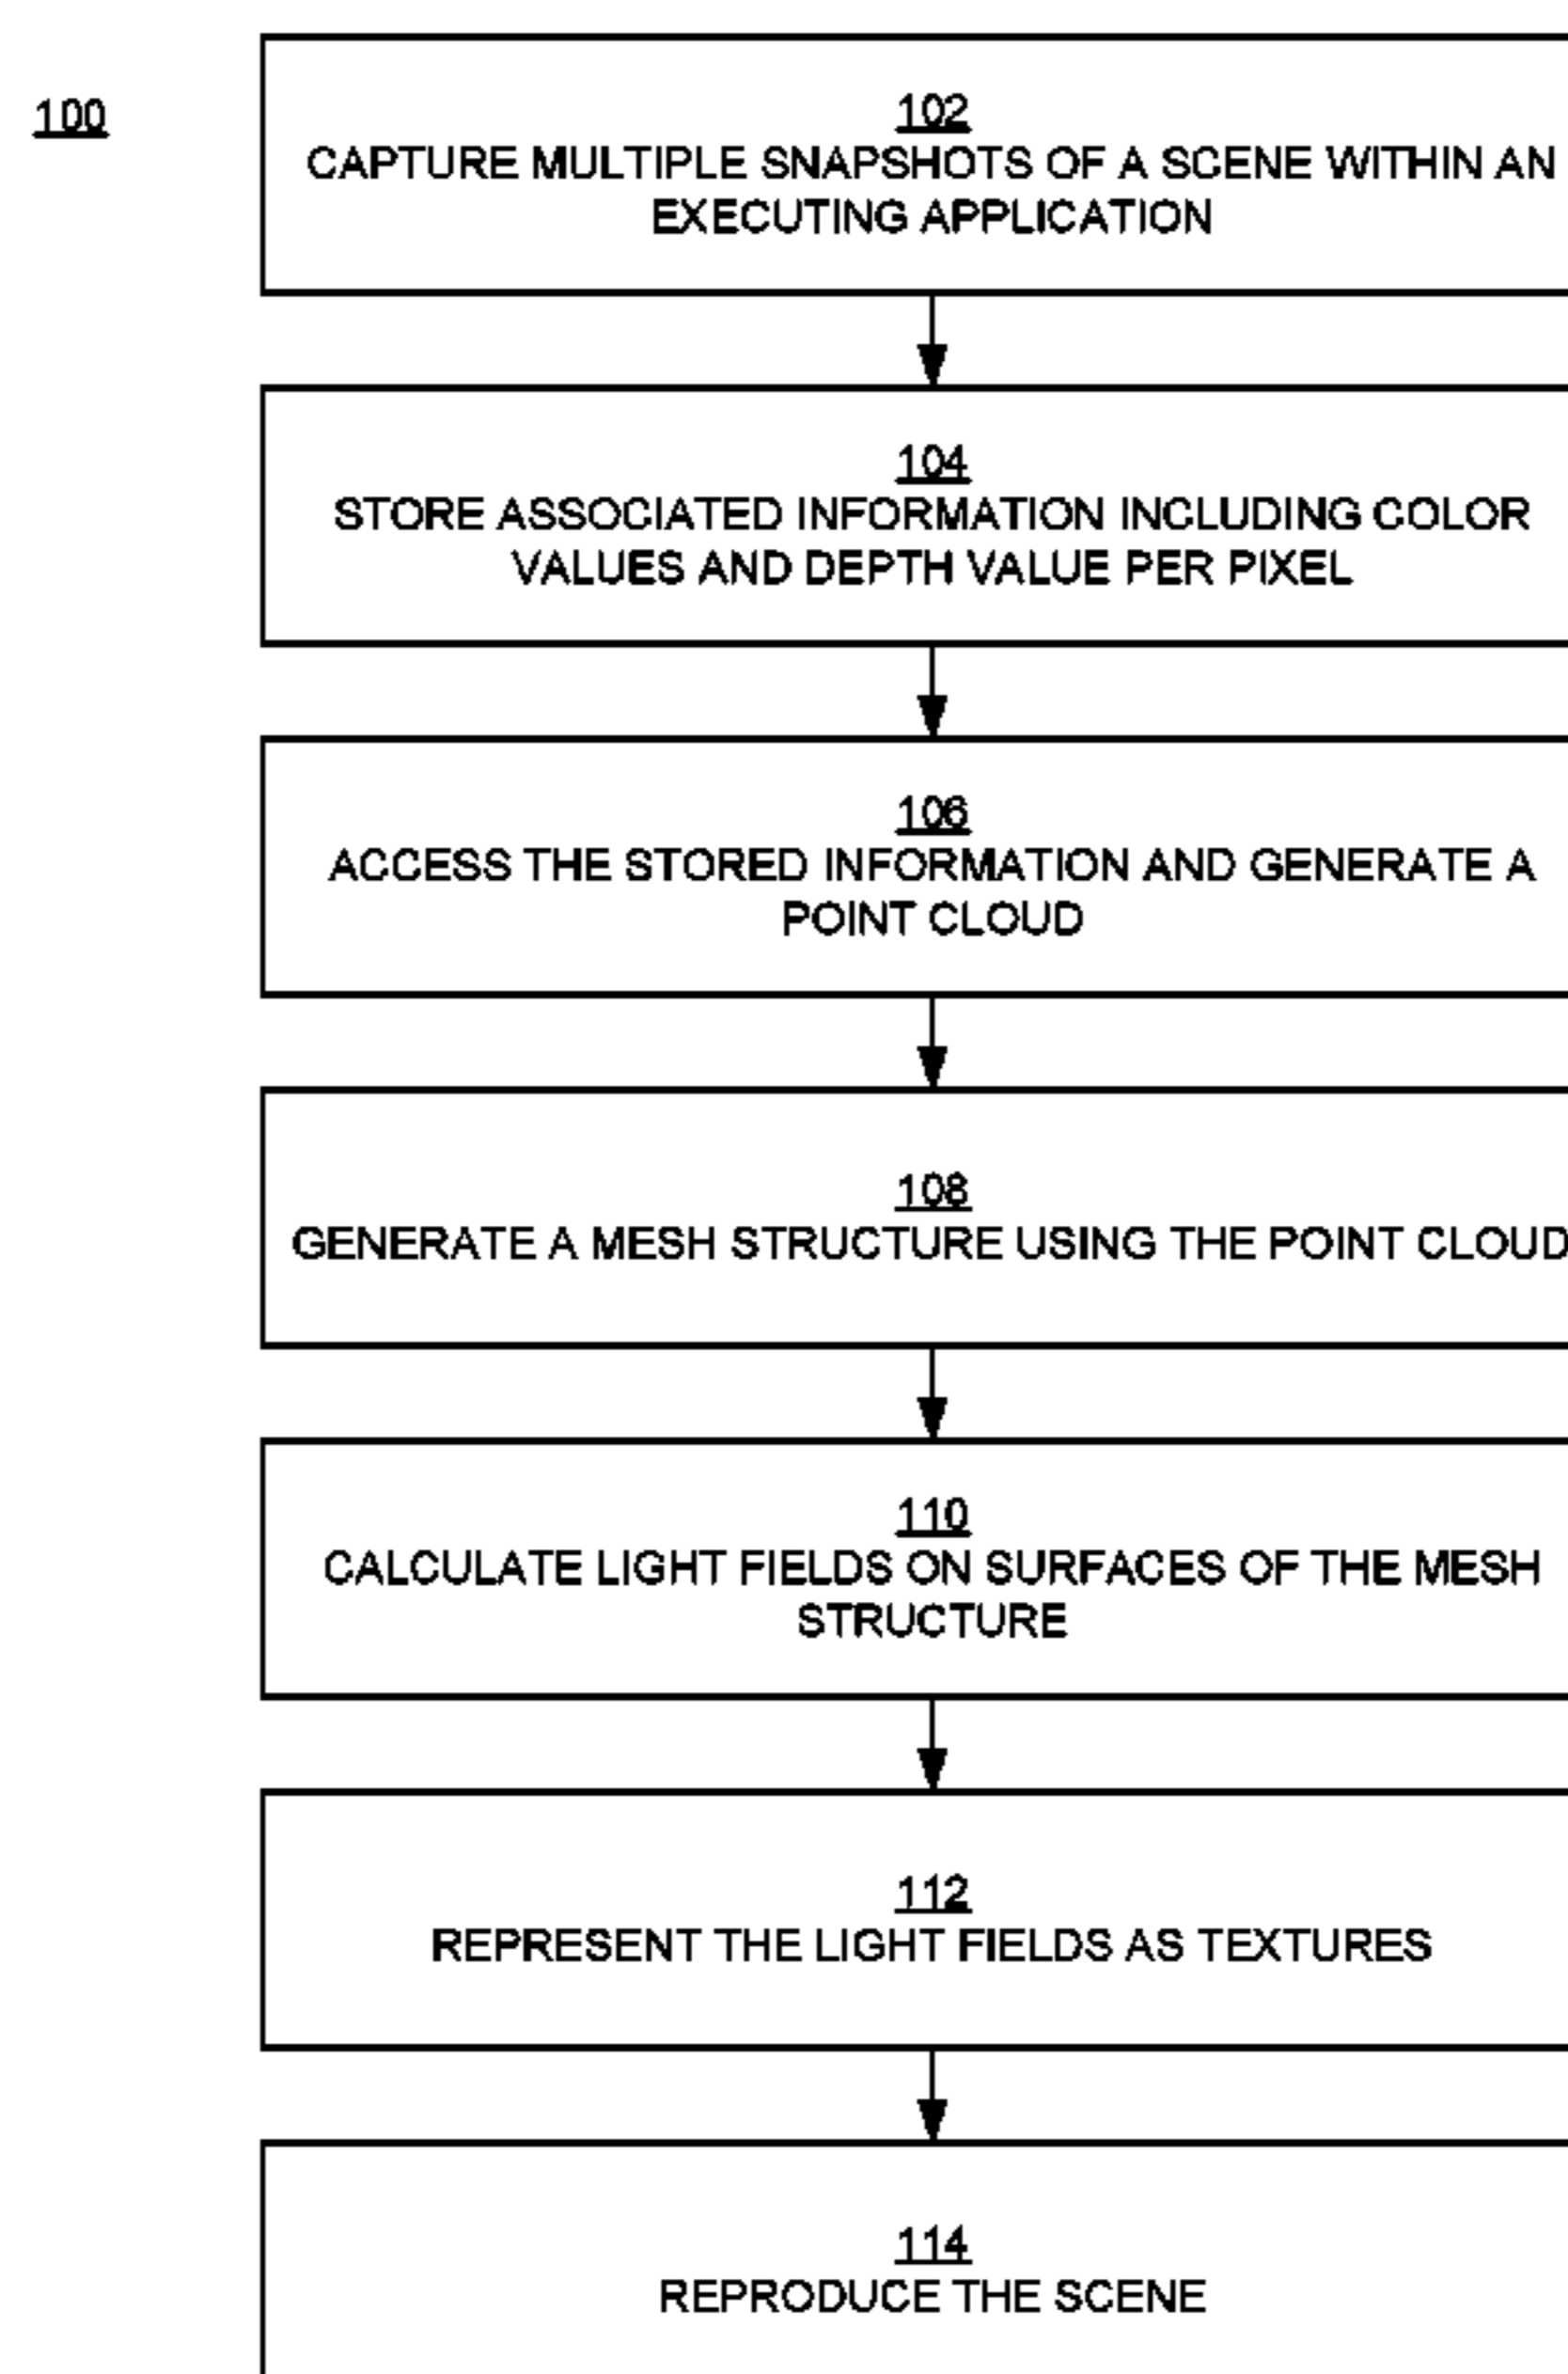 100
102
CAPTURE MULTIPLE SNAPSHOTS OF A SCENE WITHIN AN
EXECUTING APPLICATION
104
STORE ASSOCIATED INFORMATION INCLUDING COLOR
VALUES AND DEPTH VALUE PER PIXEL
106
ACCESS THE STORED INFORMATION AND GENERATE A
POINT CLOUD
108
GENERATE A MESH STRUCTURE USING THE POINT CLOUD
110
CALCULATE LIGHT FIELDS ON SURFACES OF THE MESH
STRUCTURE
112
REPRESENT THE LIGHT FIELDS AS TEXTURES
114
REPRODUCE THE SCENE